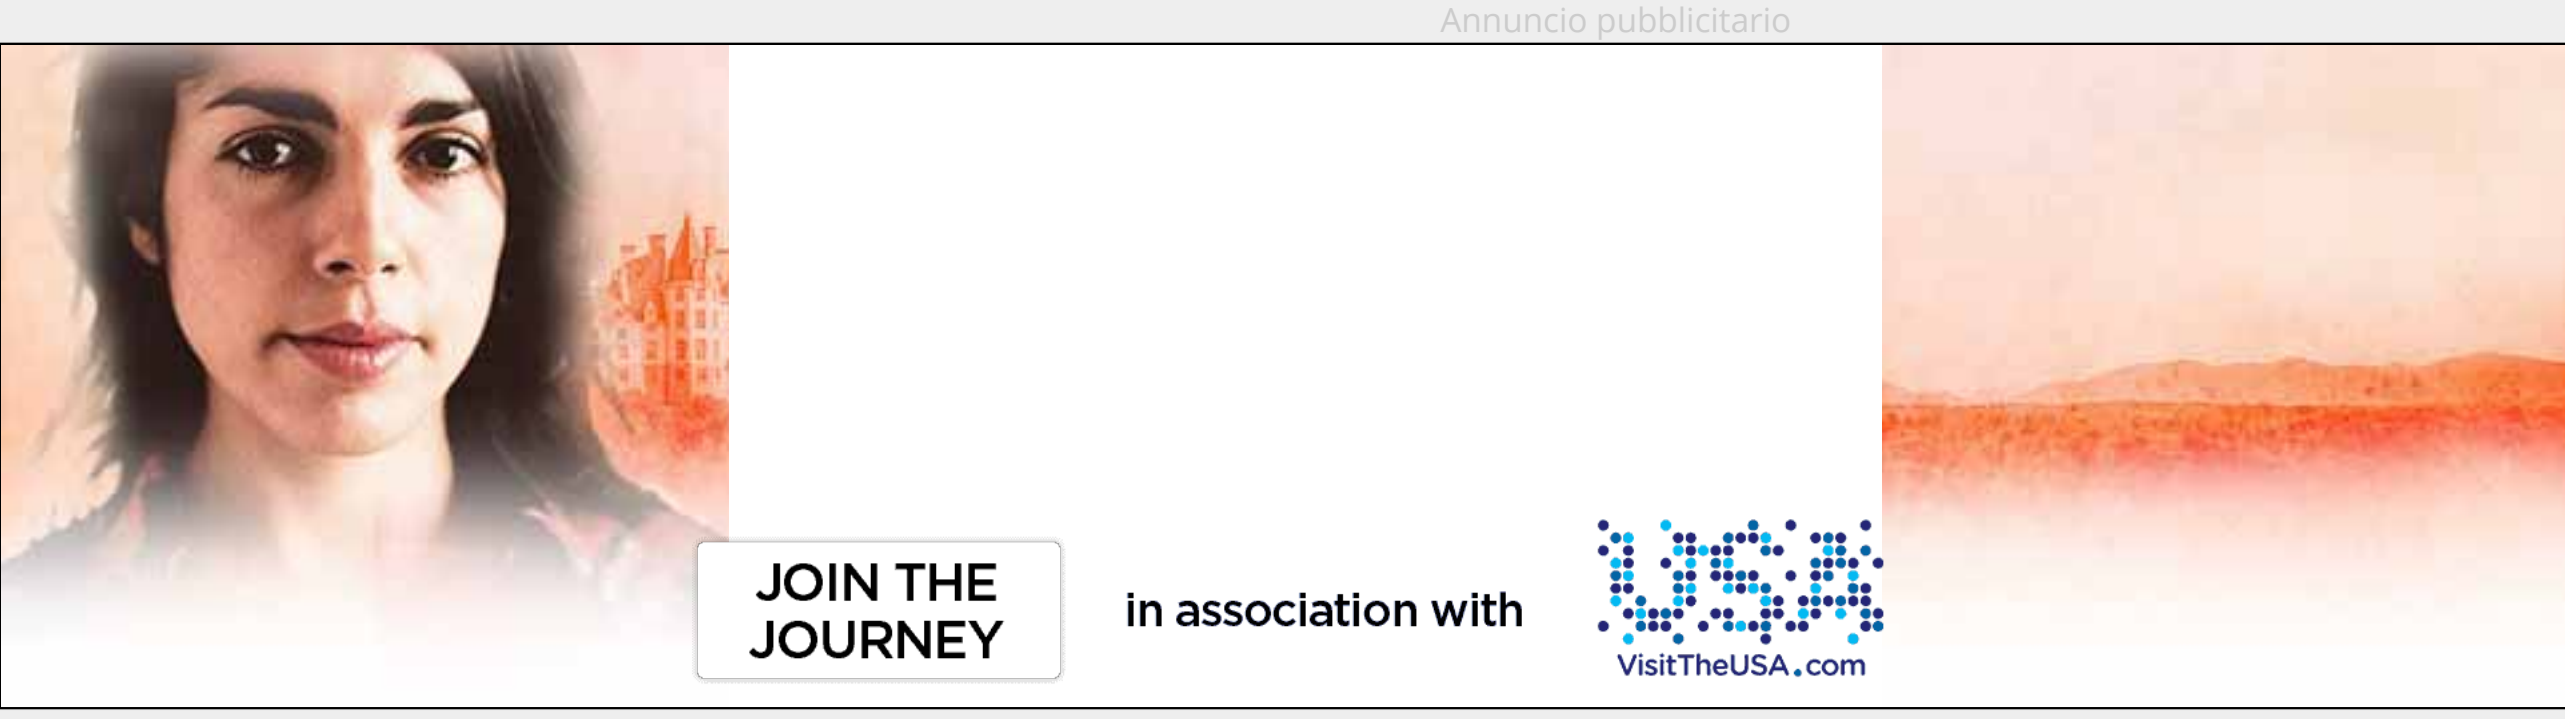 Annuncio pubblicitario
JOIN THE
JOURNEY
in association with
USA
VisitTheUSA.com